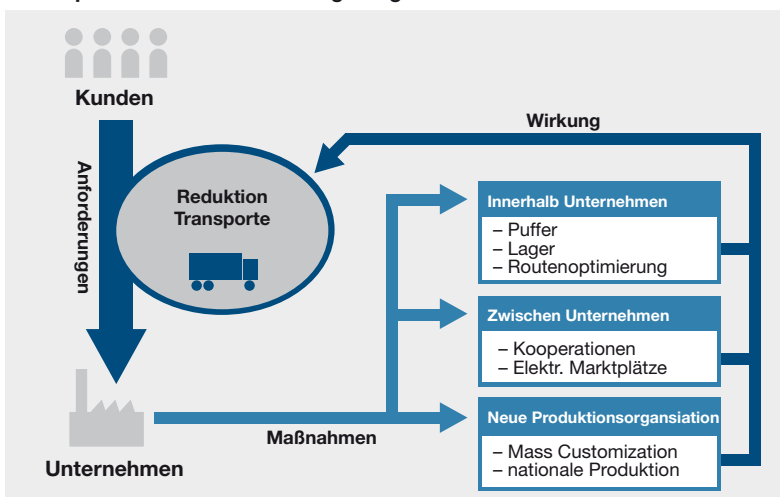 Kunden
Wirkung
Anforderungen
Reduktion
Transporte
Innerhalb Unternehmen
– Puffer
– Lager
– Routenoptimierung
Zwischen Unternehmen
– Kooperationen
– Elektr. Marktplätze
Neue Produktionsorgansiation
– Mass Customization
– nationale Produktion
Maßnahmen
Unternehmen